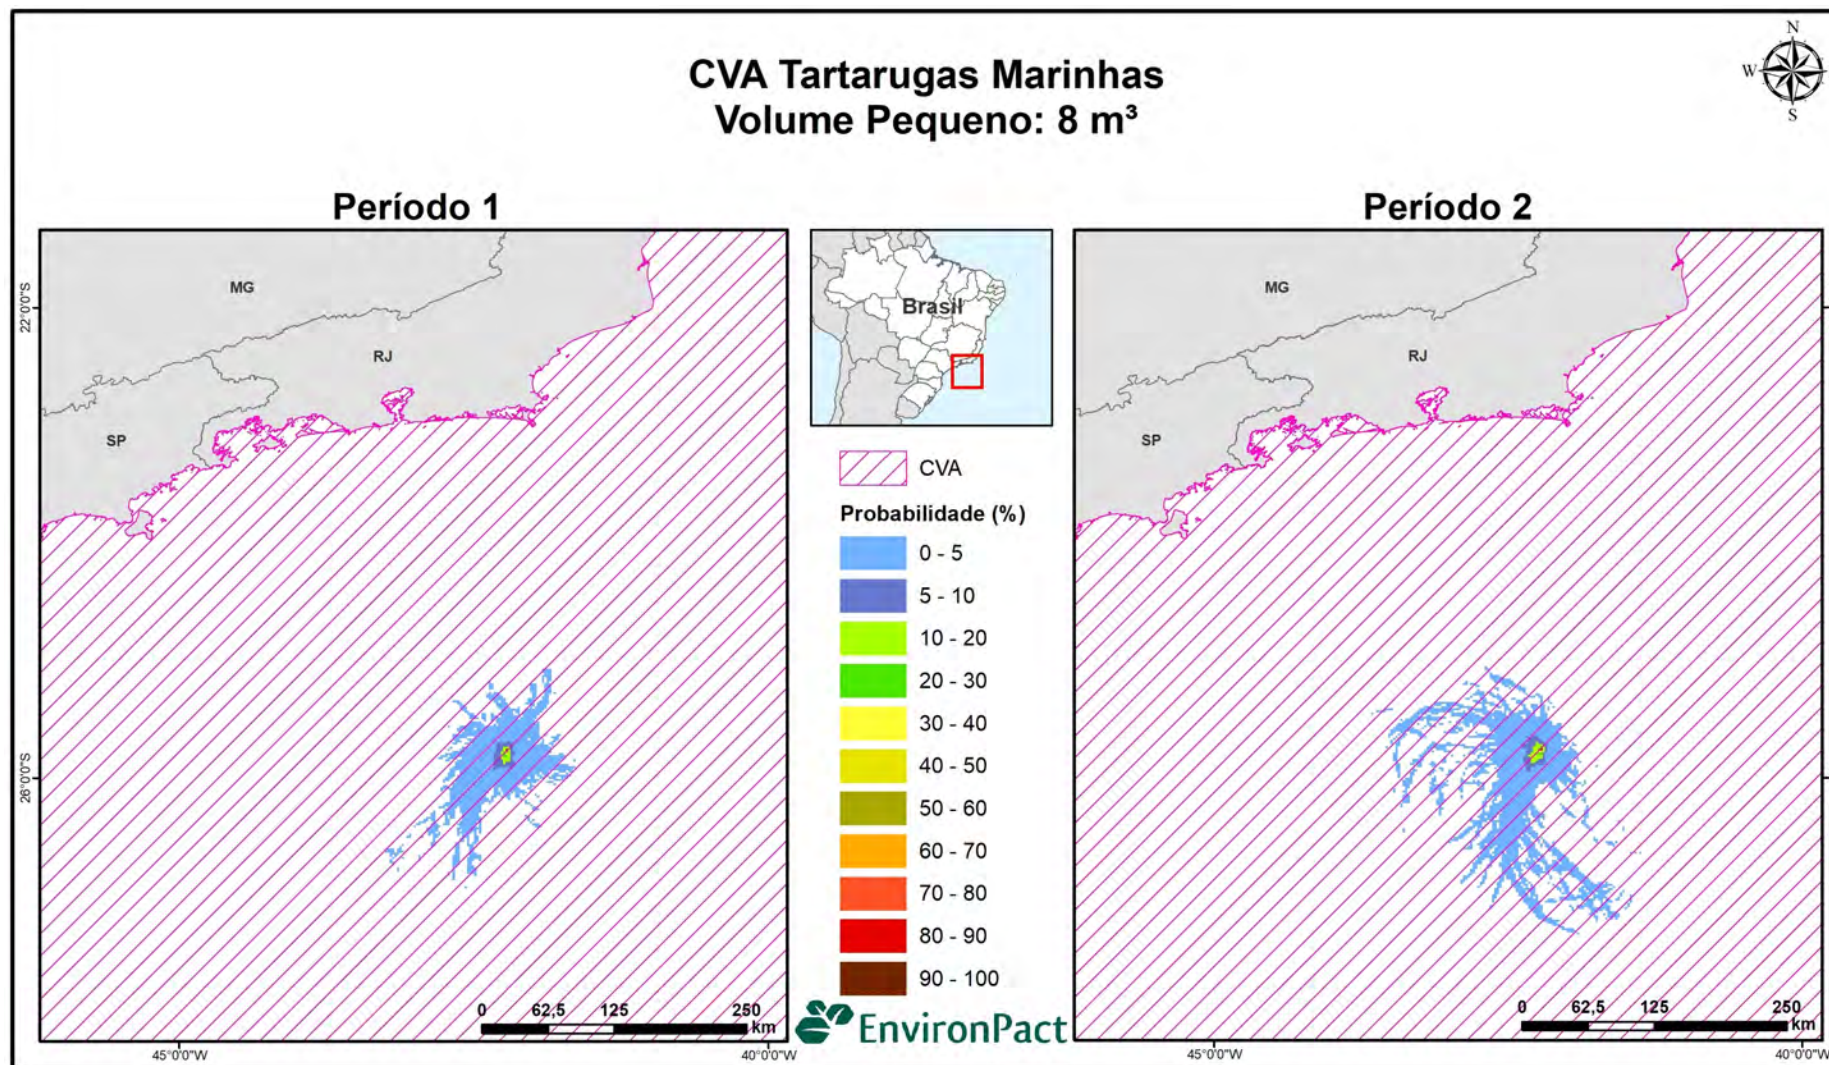 CVA Tartarugas Marinhas
Volume Pequeno: 8 m³
N
W
S
Período 1
MG
RJ
SP
22°0'0"S
26°0'0"S
0 62,5 125 250
km
45°0'0"W
40°0'0"W
Brasil
CVA
Probabilidade (%)
0 - 5
5 - 10
10 - 20
20 - 30
30 - 40
40 - 50
50 - 60
60 - 70
70 - 80
80 - 90
90 - 100
EnvironPact
Período 2
MG
RJ
SP
0 62,5 125 250
km
45°0'0"W
40°0'0"W